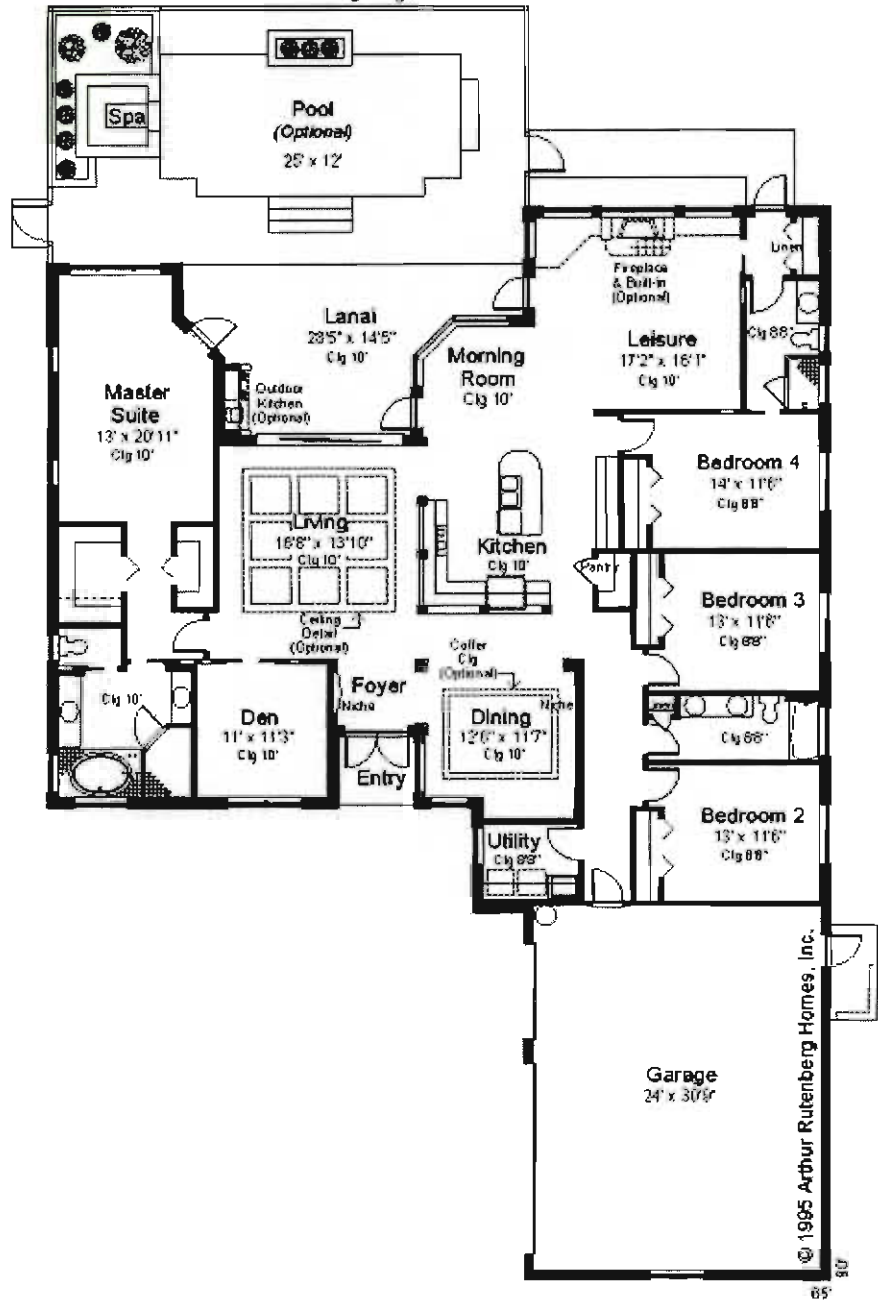 Spa
Pool
(Optional)
25' x 12'
Linen
Fireplace
& Built-in
(Optional)
Clg 8'8"
Lanai
28'5" x 14'5"
Clg 10'
Leisure
17'2" x 16'1"
Clg 10'
Morning
Room
Clg 10'
Outdoor
Kitchen
(Optional)
Master
Suite
13' x 20'11"
Clg 10'
Bedroom 4
14' x 11'6"
Clg 8'8"
Living
16'8" x 13'10"
Clg 10'
Kitchen
Clg 10'
Pantry
Bedroom 3
13' x 11'6"
Clg 8'8"
Ceiling
Detail
(Optional)
Coffer
Clg
(Optional)
Foyer
Niche
Clg 10'
Den
11' x 11'3"
Clg 10'
Dining
12'6" x 11'7"
Clg 10'
Niche
Clg 8'8"
Entry
Bedroom 2
13' x 11'6"
Clg 8'8"
Utility
Clg 8'8"
Garage
24' x 30'9"
© 1995 Arthur Rutenberg Homes, Inc.
90'
65'